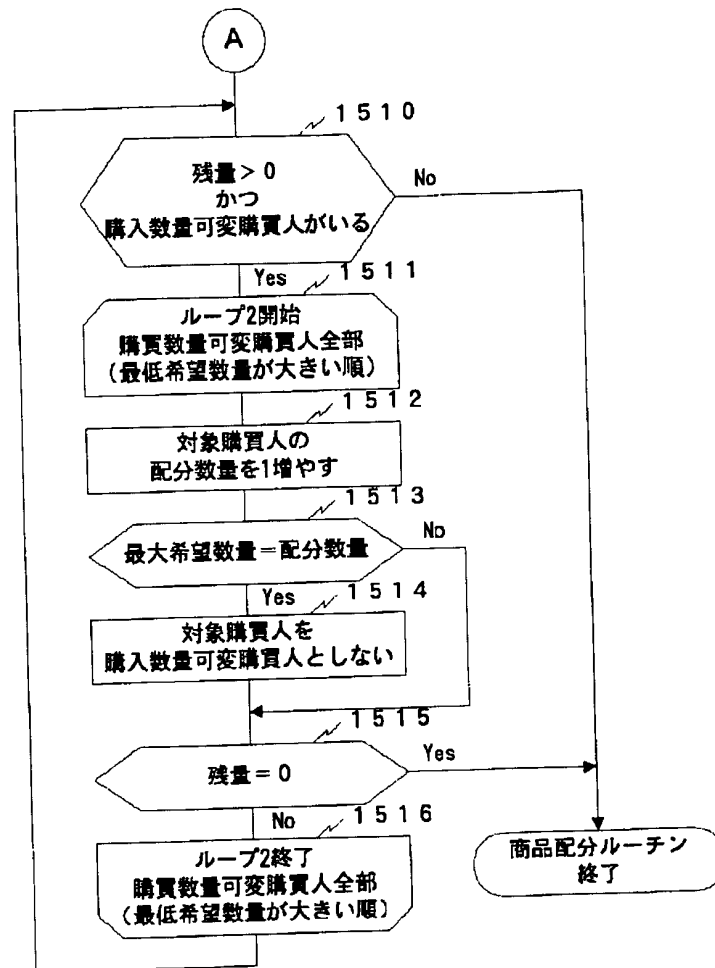 A
1510
残量>0
かつ
購入数量可変購買人がいる
No
Yes
1511
ループ2開始
購買数量可変購買人全部
(最低希望数量が大きい順)
1512
対象購買人の
配分数量を1増やす
1513
最大希望数量=配分数量
No
Yes
1514
対象購買人を
購入数量可変購買人としない
1515
残量=0
Yes
No
1516
ループ2終了
購買数量可変購買人全部
(最低希望数量が大きい順)
商品配分ルーチン
終了